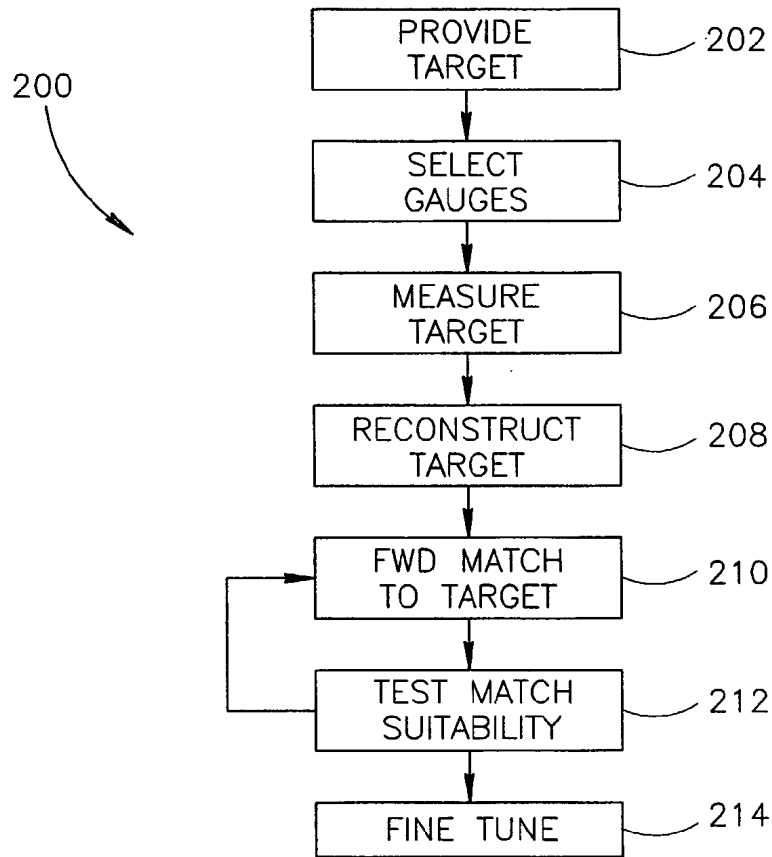 PROVIDE
TARGET
202
200
SELECT
GAUGES
204
MEASURE
TARGET
206
RECONSTRUCT
TARGET
208
FWD MATCH
TO TARGET
210
TEST MATCH
SUITABILITY
212
FINE TUNE
214